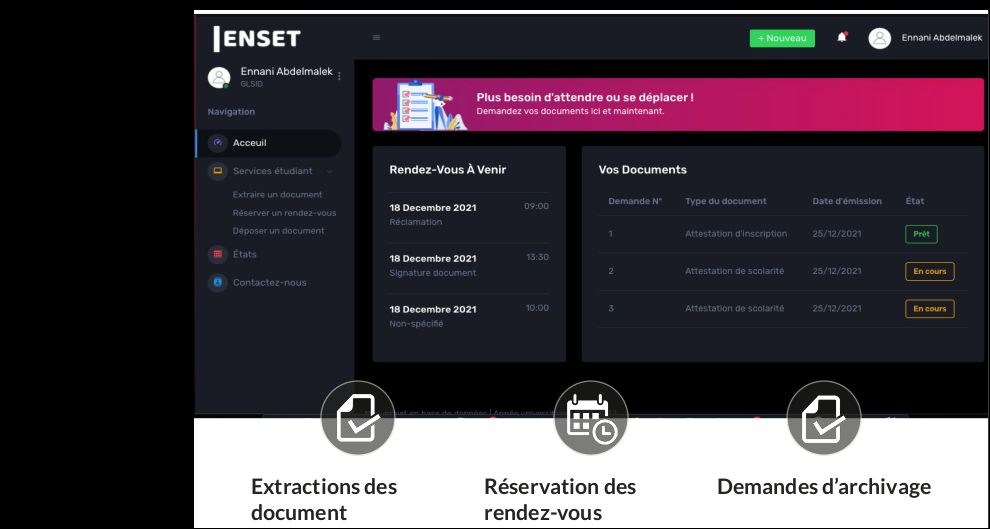 ENSET
+ Nouveau
Ennani Abdelmalek
Ennani Abdelmalek
GLSID
Navigation
Acceuil
Services étudiant
Extraire un document
Réserver un rendez-vous
Déposer un document
États
Contactez-nous
Plus besoin d'attendre ou se déplacer !
Demandez vos documents ici et maintenant.
Rendez-Vous À Venir
18 Decembre 2021 09:00
Réclamation
18 Decembre 2021 13:30
Signature document
18 Decembre 2021 10:00
Non-spécifié
Vos Documents
Demande N° Type du document Date d'émission État
1 Attestation d'inscription 25/12/2021 Prêt
2 Attestation de scolarité 25/12/2021 En cours
3 Attestation de scolarité 25/12/2021 En cours
en base de données | Année
Extractions des
document
Réservation des
rendez-vous
Demandes d'archivage